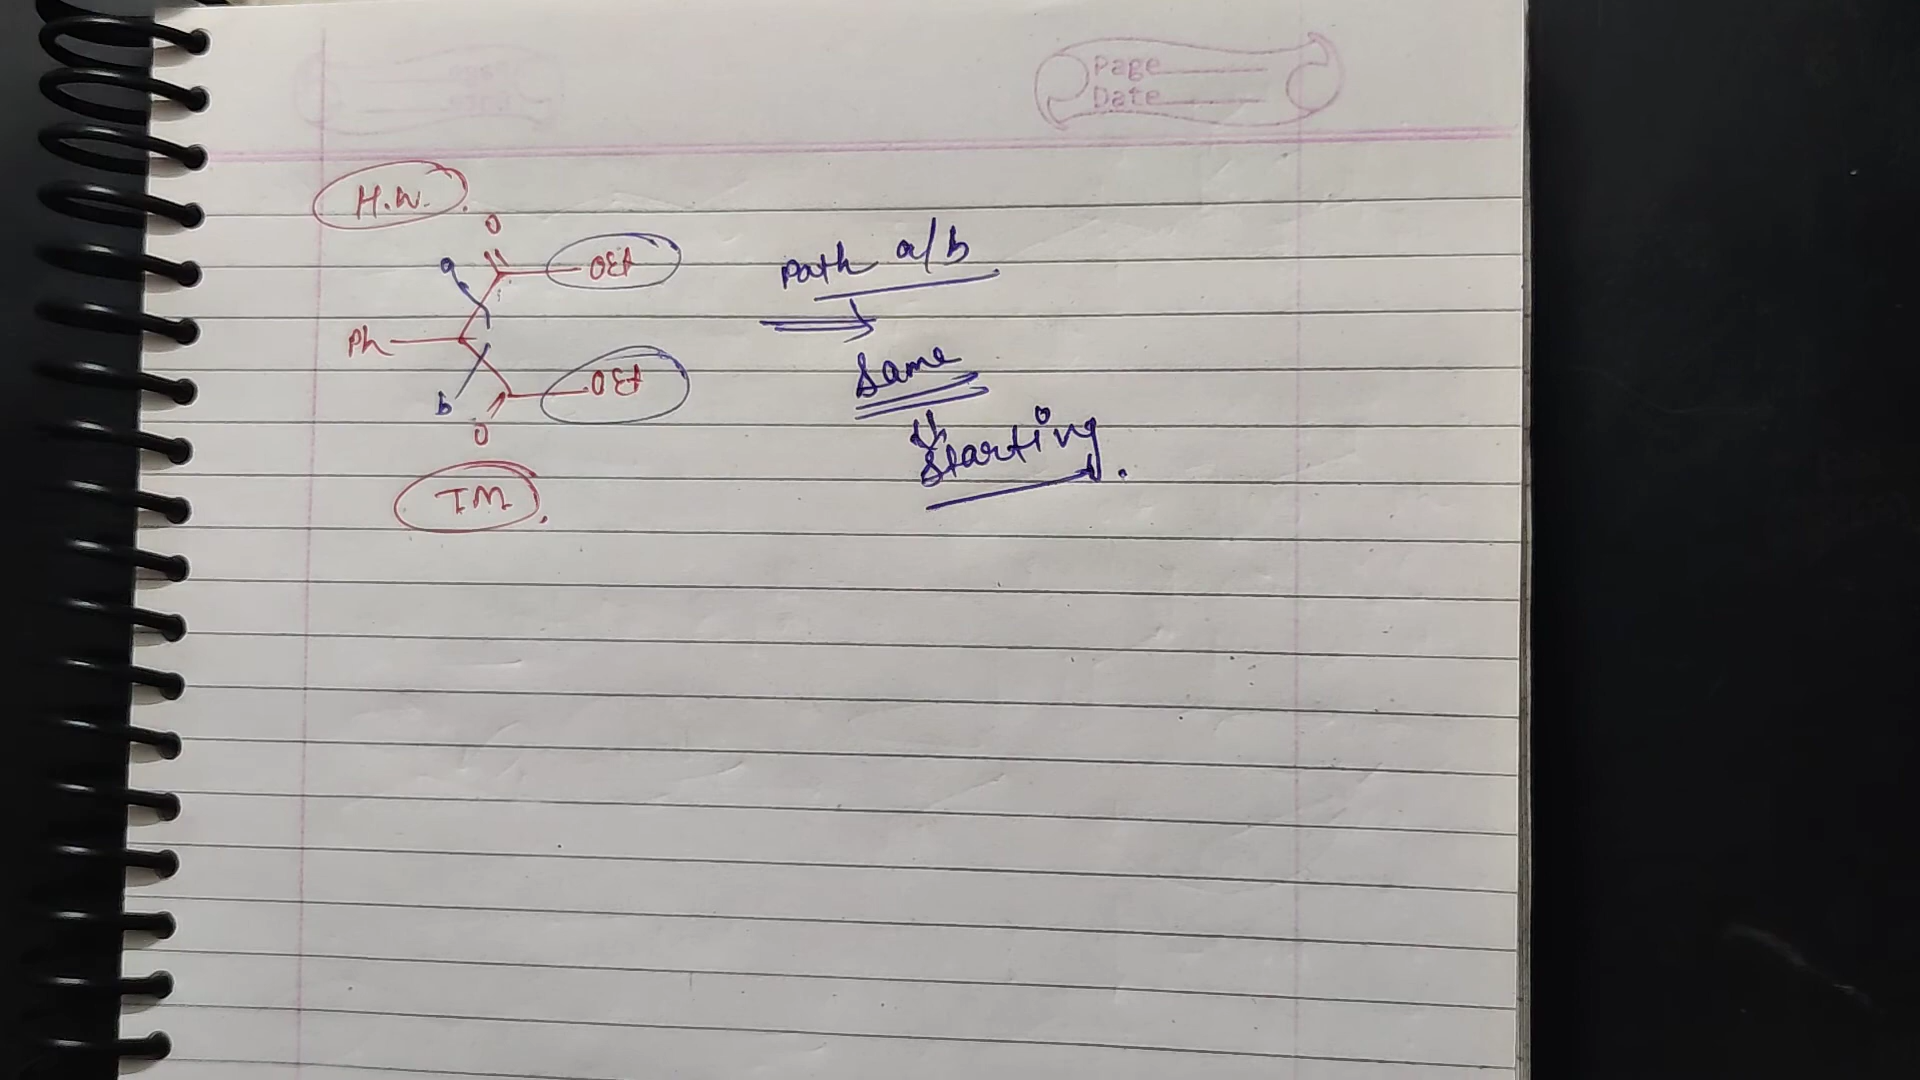 Page
Date
H.W.
O
a
OEt
Ph
b
OEt
O
TM
Path a/b
Same
Starting.